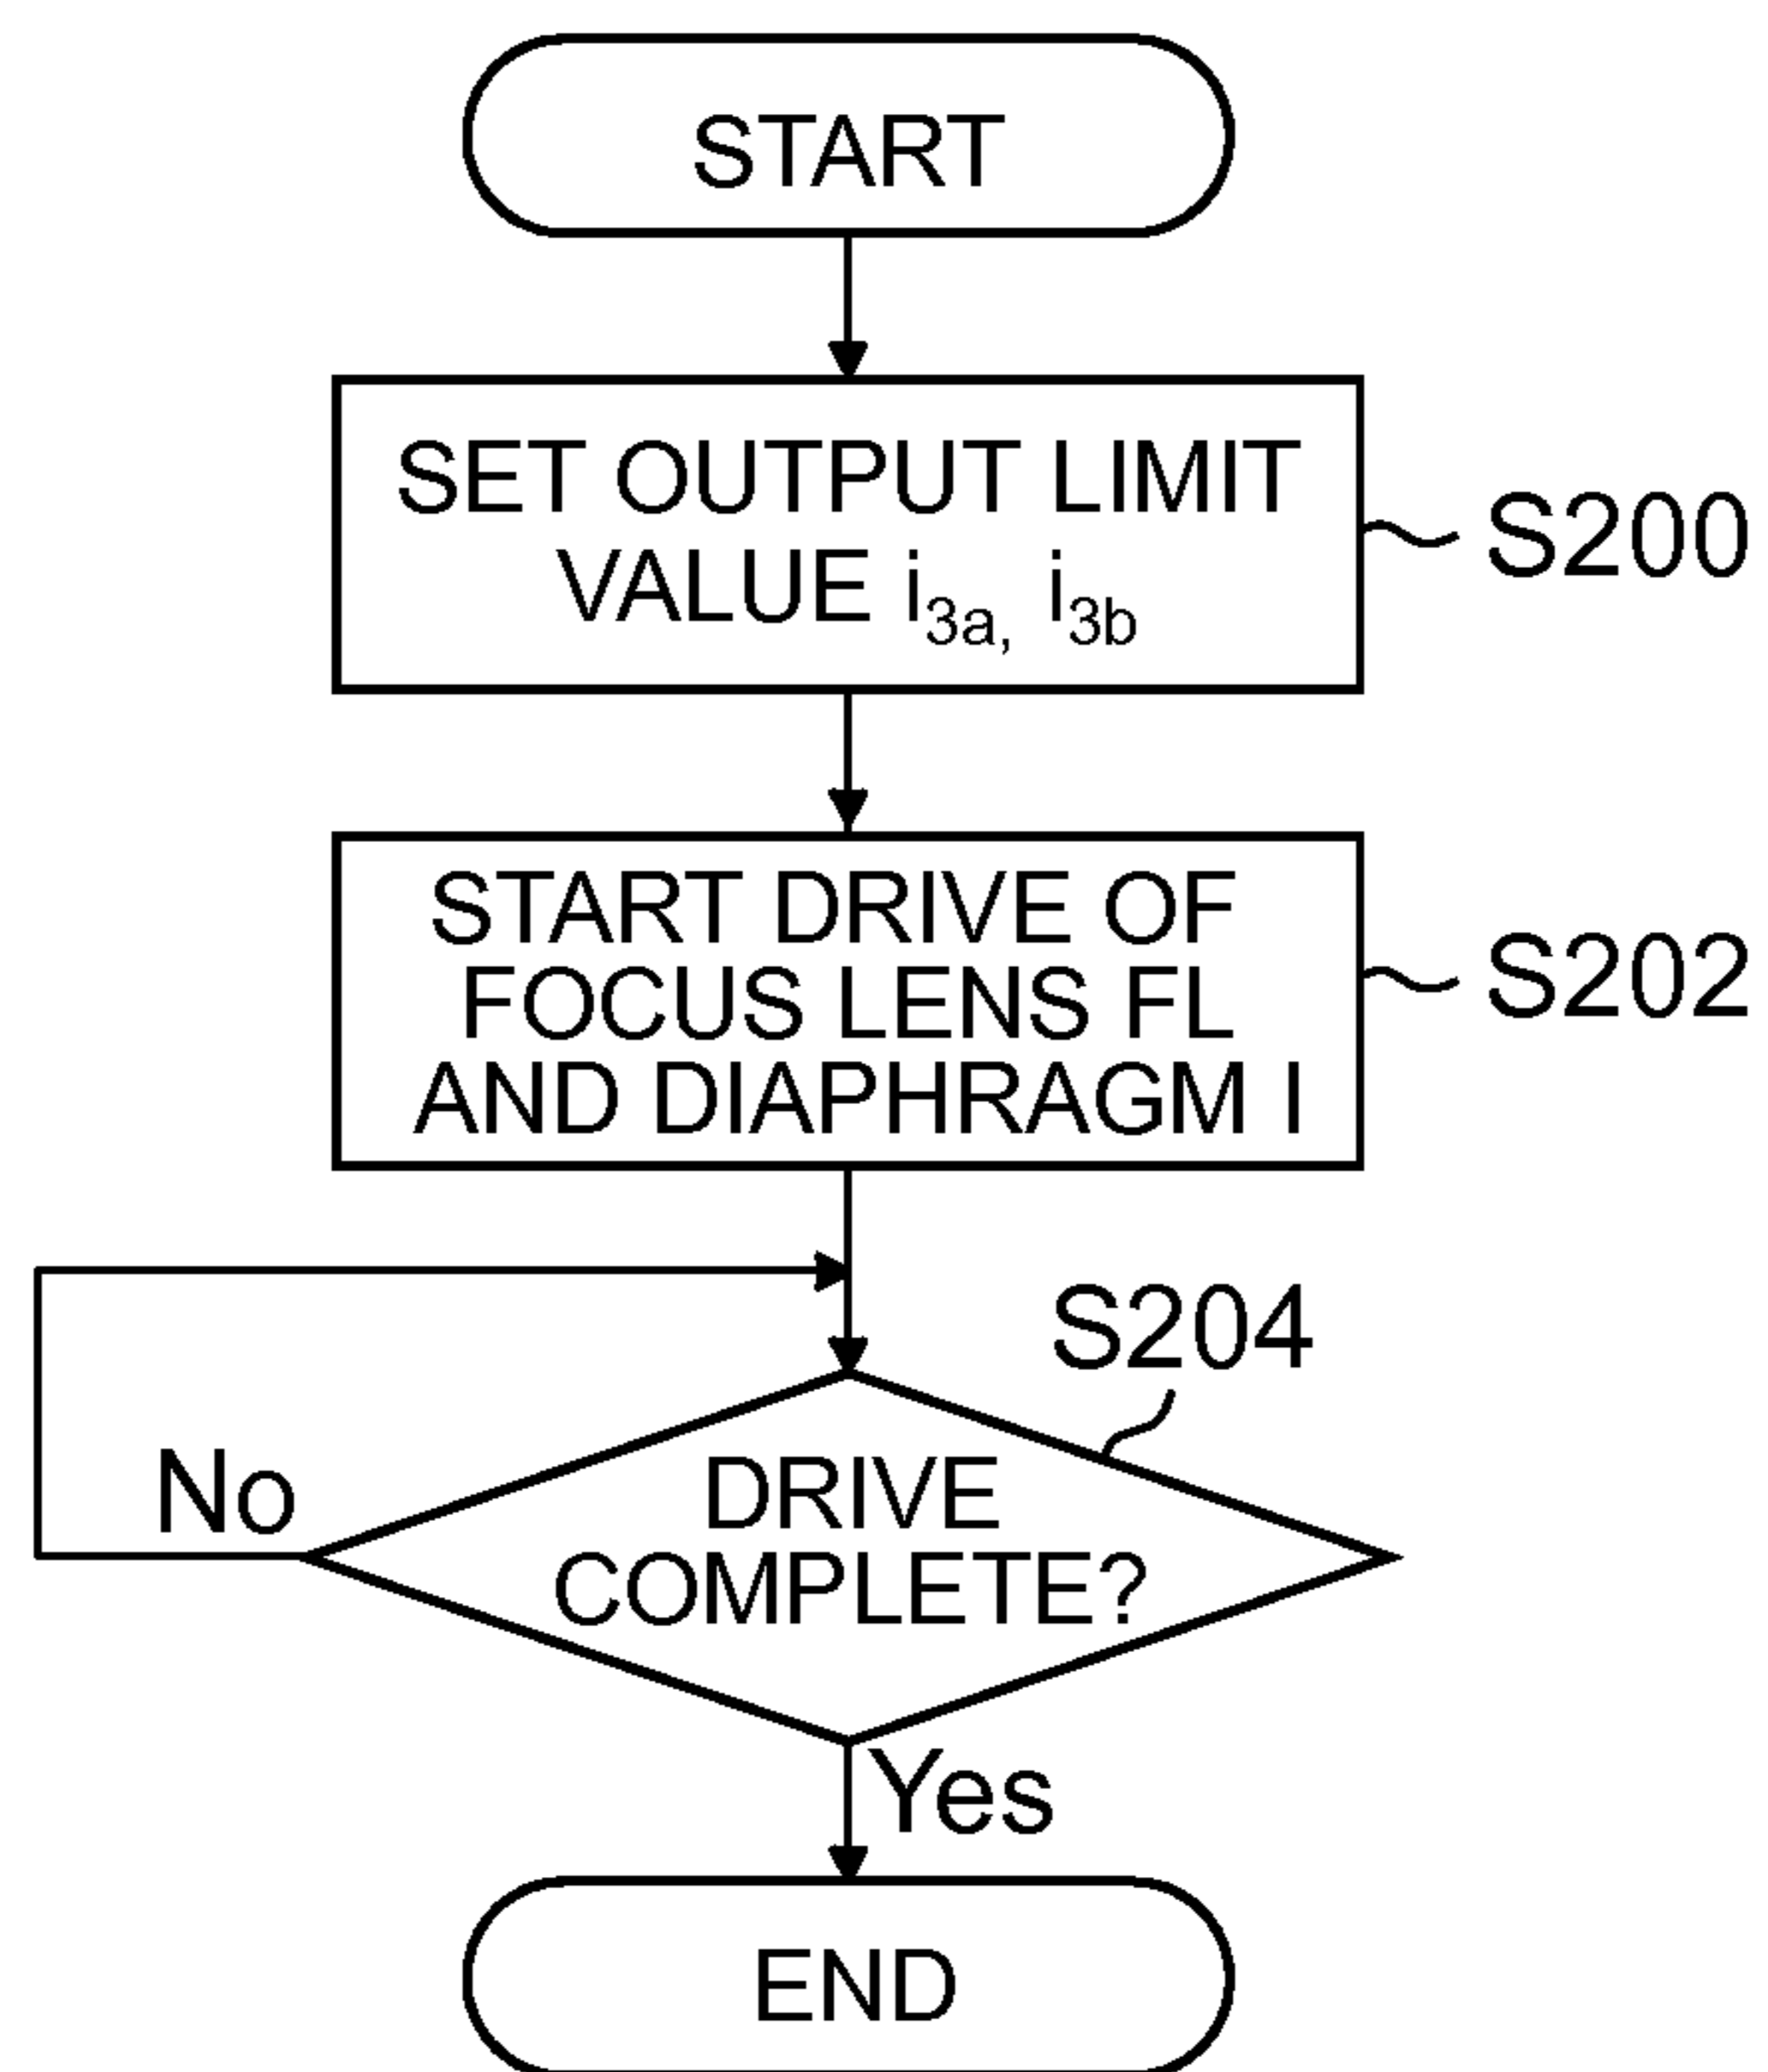 START
SET OUTPUT LIMIT
VALUE i3a, i3b
S200
START DRIVE OF
FOCUS LENS FL
AND DIAPHRAGM I
S202
S204
DRIVE
COMPLETE?
No
Yes
END